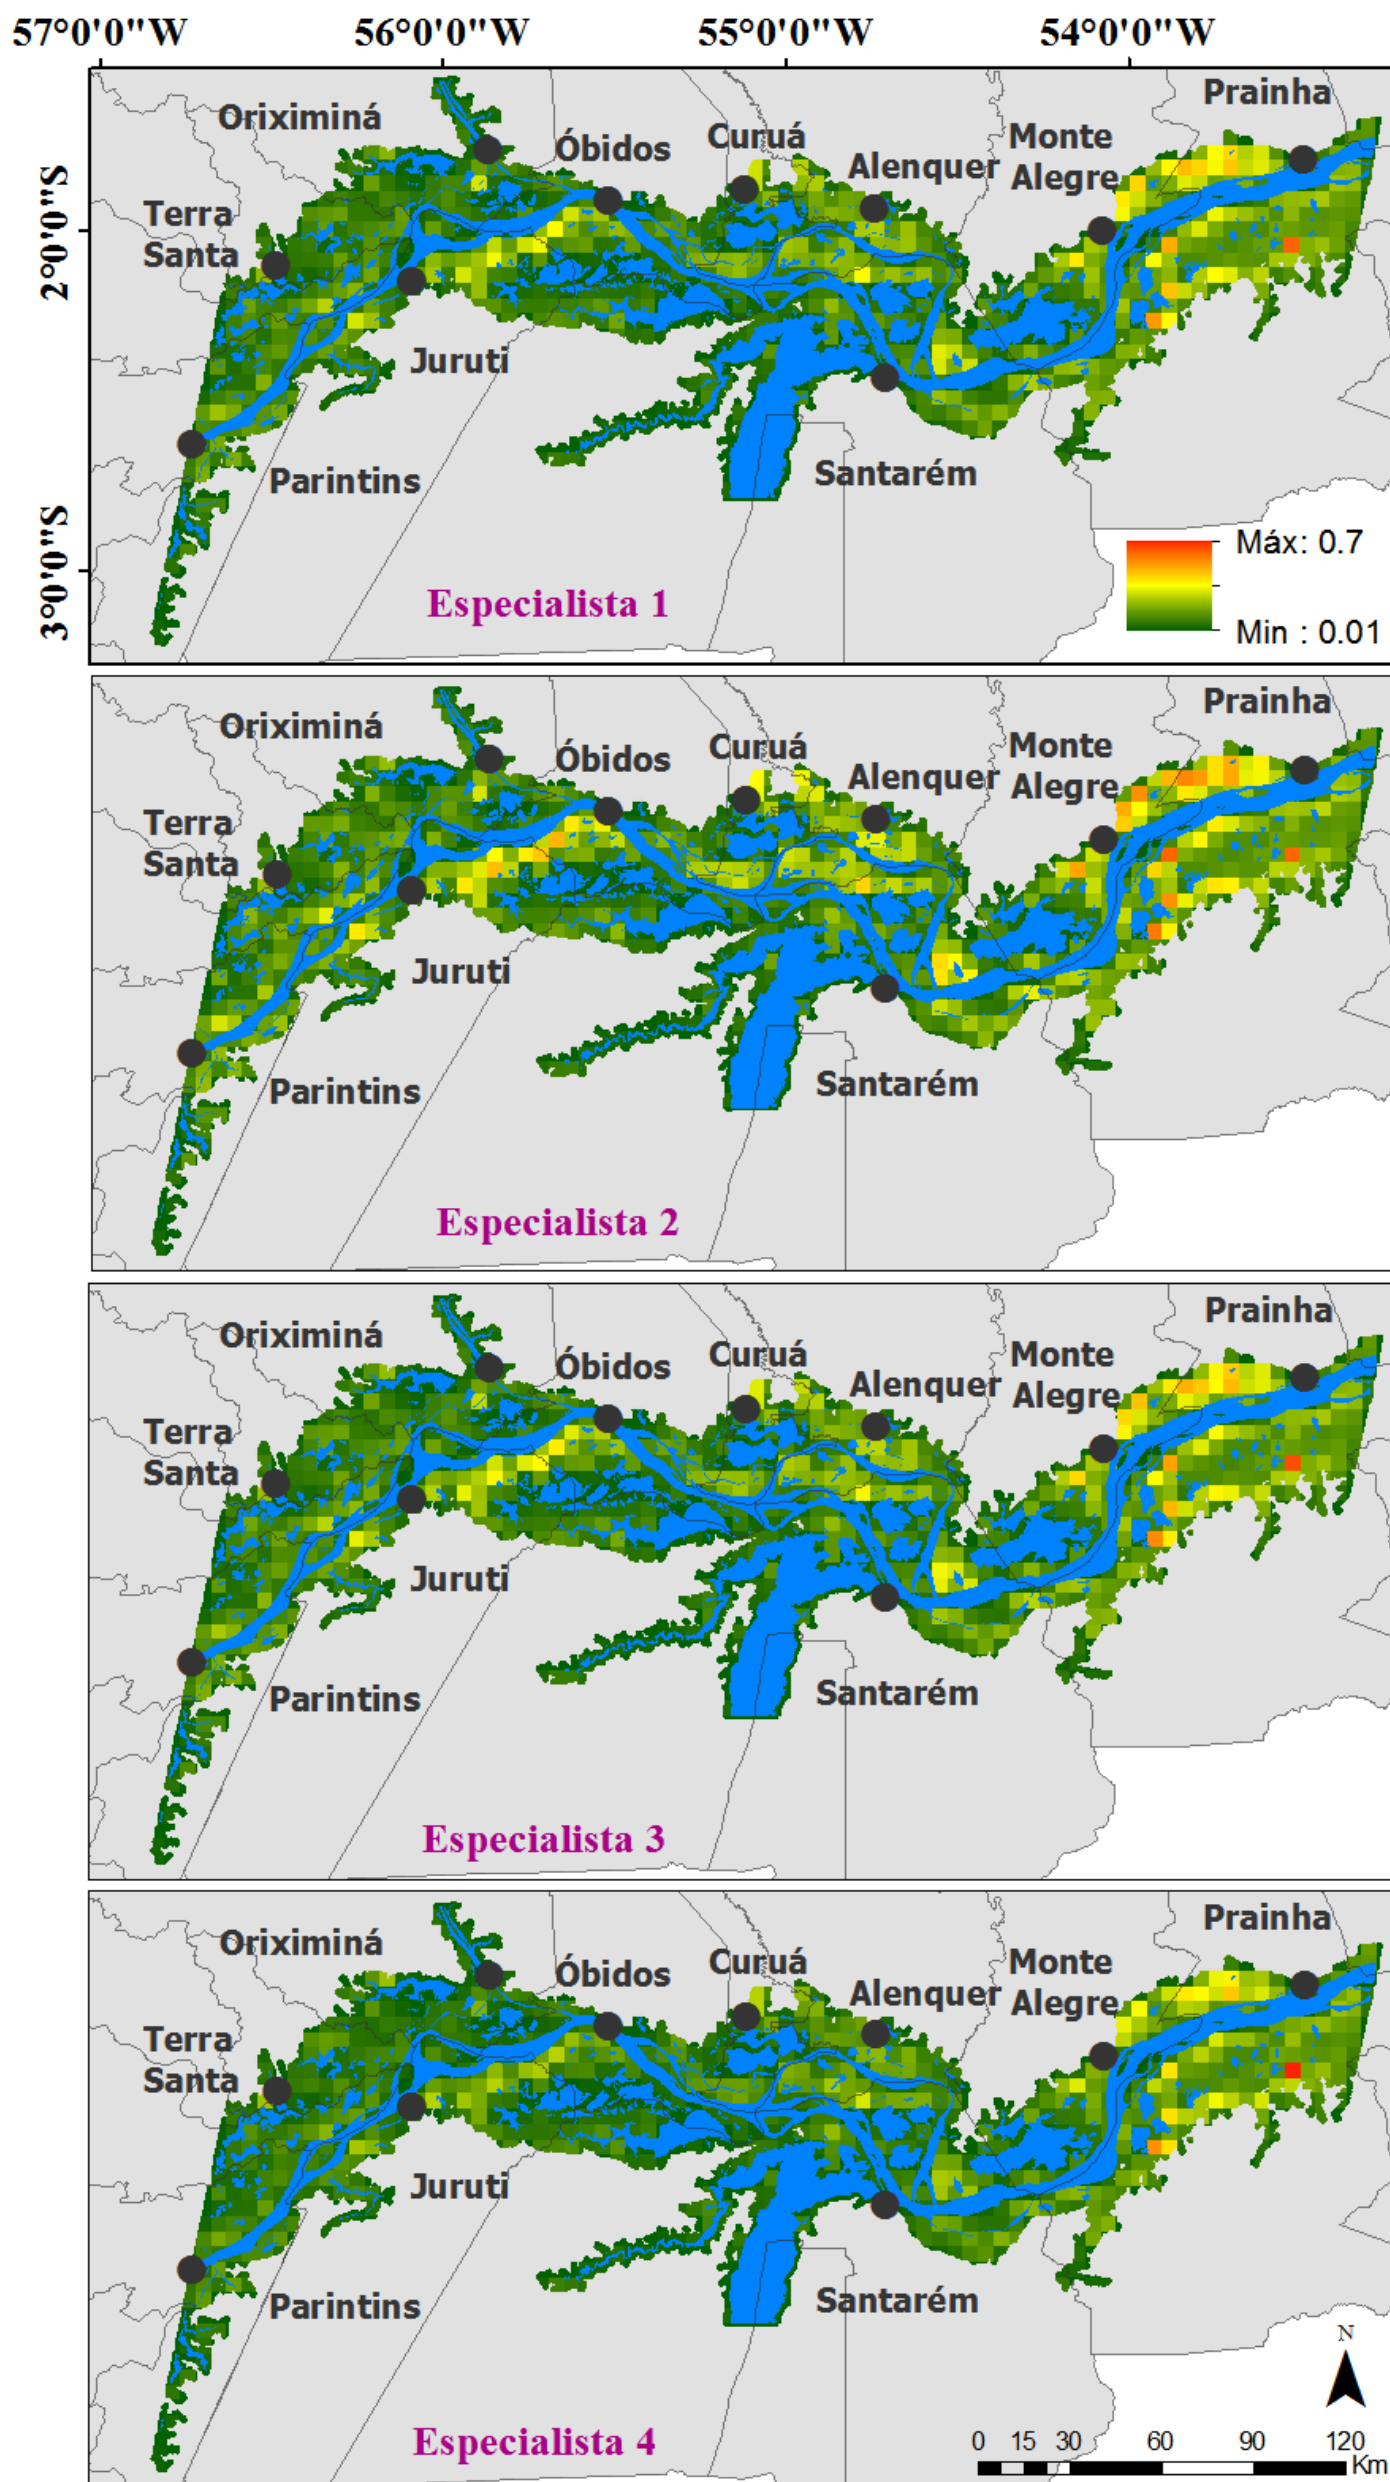 57°0'0"W 56°0'0"W 55°0'0"W 54°0'0"W
2°0'0"S
3°0'0"S
Prainha
Oriximiná
Óbidos
Curuá
Monte
Alegre
Alenquer
Terra
Santa
Juruti
Parintins
Santarém
Máx: 0.7
Min : 0.01
Especialista 1
Prainha
Oriximiná
Óbidos
Curuá
Monte
Alegre
Alenquer
Terra
Santa
Juruti
Parintins
Santarém
Especialista 2
Prainha
Oriximiná
Óbidos
Curuá
Monte
Alegre
Alenquer
Terra
Santa
Juruti
Parintins
Santarém
Especialista 3
Prainha
Oriximiná
Óbidos
Curuá
Monte
Alegre
Alenquer
Terra
Santa
Juruti
Parintins
Santarém
Especialista 4
N
0 15 30 60 90 120
Km